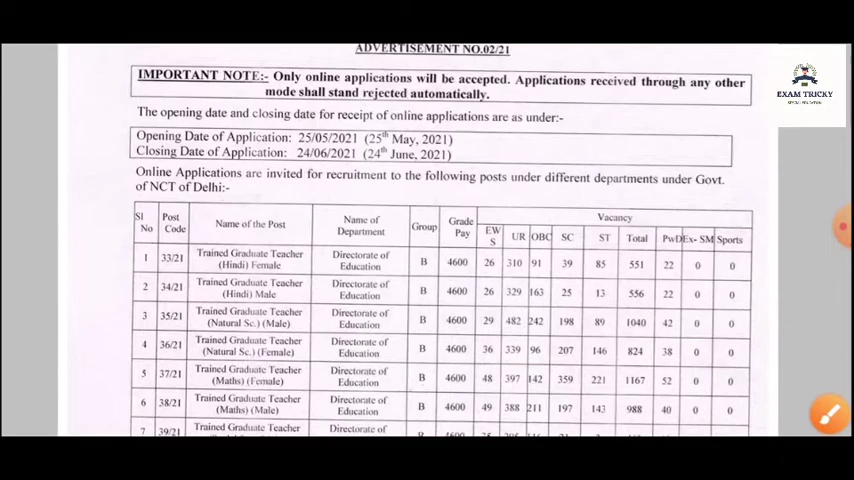 ADVERTISEMENT NO.02/21
IMPORTANT NOTE:- Only online applications will be accepted. Applications received through any other
mode shall stand rejected automatically.
EXAM TRICKY
The opening date and closing date for receipt of online applications are as under:-
Opening Date of Application: 25/05/2021 (25th May, 2021)
Closing Date of Application: 24/06/2021 (24th June, 2021)
Online Applications are invited for recruitment to the following posts under different departments under Govt.
of NCT of Delhi:-
Sl No Post Code Name of the Post Name of Department Group Grade Pay Vacancy
EWS UR OBC SC ST Total PwD Ex- SM Sports
1 33/21 Trained Graduate Teacher (Hindi) Female Directorate of Education B 4600 26 310 91 39 85 551 22 0 0
2 34/21 Trained Graduate Teacher (Hindi) Male Directorate of Education B 4600 26 329 163 25 13 556 22 0 0
3 35/21 Trained Graduate Teacher (Natural Sc.) (Male) Directorate of Education B 4600 29 482 242 198 89 1040 42 0 0
4 36/21 Trained Graduate Teacher (Natural Sc.) (Female) Directorate of Education B 4600 36 339 96 207 146 824 38 0 0
5 37/21 Trained Graduate Teacher (Maths) (Female) Directorate of Education B 4600 48 397 142 359 221 1167 52 0 0
6 38/21 Trained Graduate Teacher (Maths) (Male) Directorate of Education B 4600 49 388 211 197 143 988 40 0 0
7 39/21 Trained Graduate Teacher Directorate of